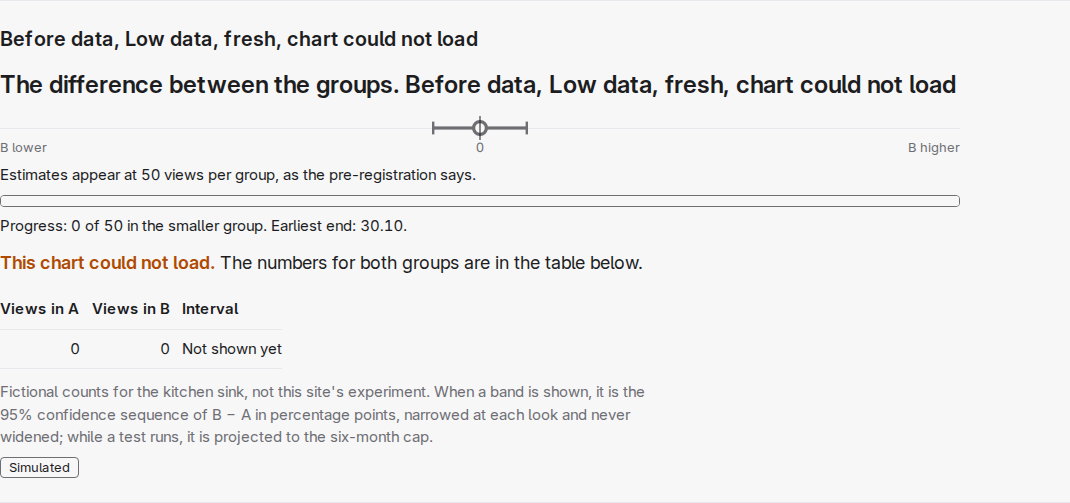 Before data, Low data, fresh, chart could not load
The difference between the groups. Before data, Low data, fresh, chart could not load
B lower 0 B higher
Estimates appear at 50 views per group, as the pre-registration says.
Progress: 0 of 50 in the smaller group. Earliest end: 30.10.
This chart could not load. The numbers for both groups are in the table below.
Views in A Views in B Interval
0 0 Not shown yet
Fictional counts for the kitchen sink, not this site's experiment. When a band is shown, it is the
95% confidence sequence of B − A in percentage points, narrowed at each look and never
widened; while a test runs, it is projected to the six-month cap.
Simulated